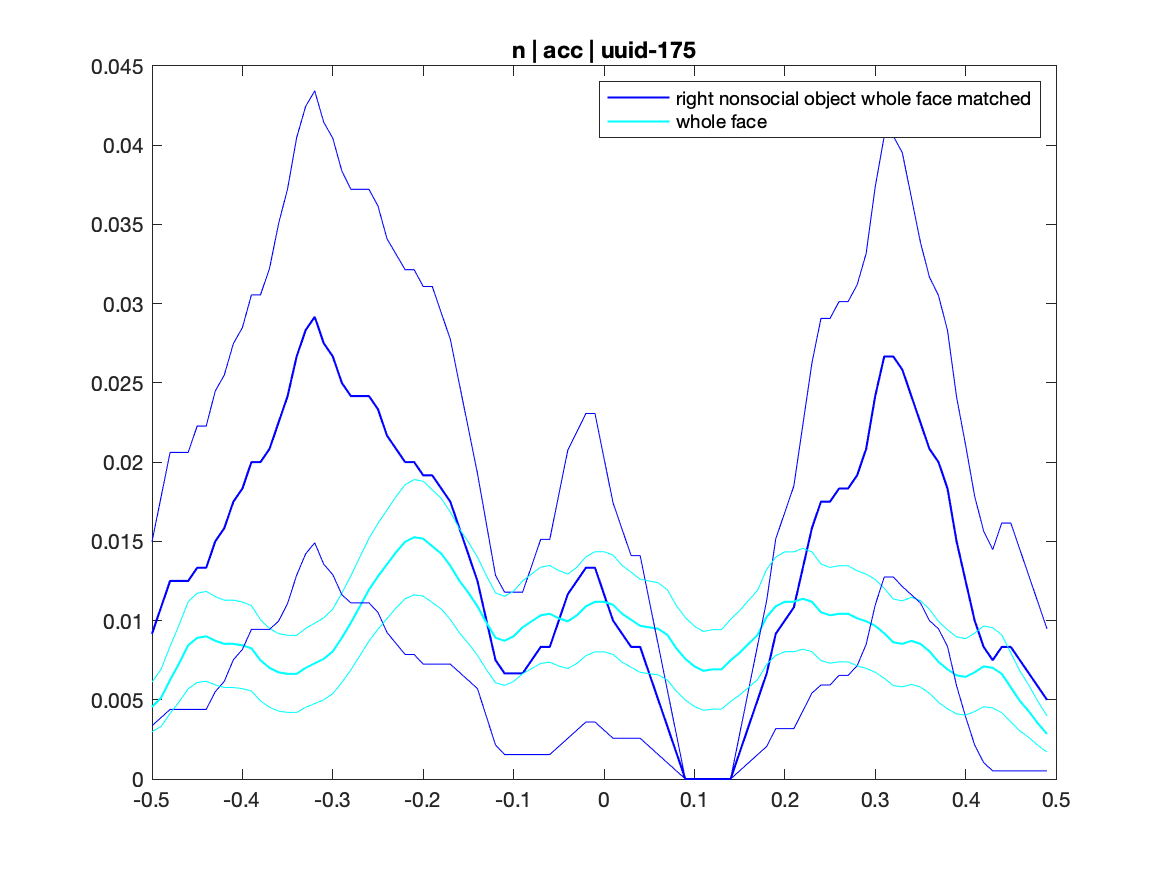 n | acc | uuid-175
0.045
0.04
0.035
0.03
0.025
0.02
0.015
0.01
0.005
0
right nonsocial object whole face matched
whole face
-0.5 -0.4 -0.3 -0.2 -0.1 0 0.1 0.2 0.3 0.4 0.5